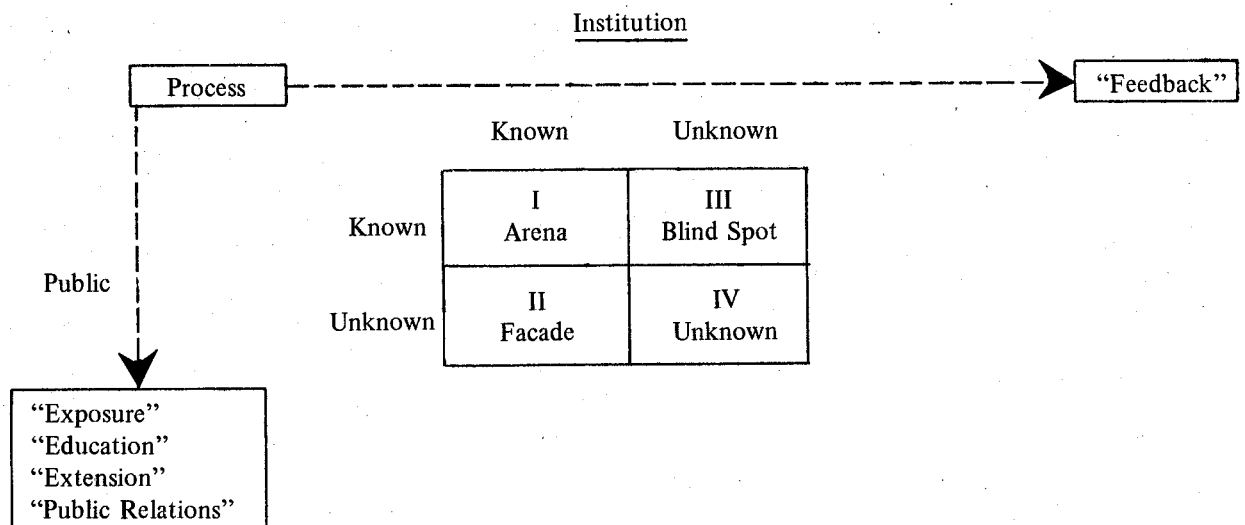 Institution
Process
“Feedback”
Known Unknown
Known
I
Arena
III
Blind Spot
Public
Unknown
II
Facade
IV
Unknown
“Exposure”
“Education”
“Extension”
“Public Relations”